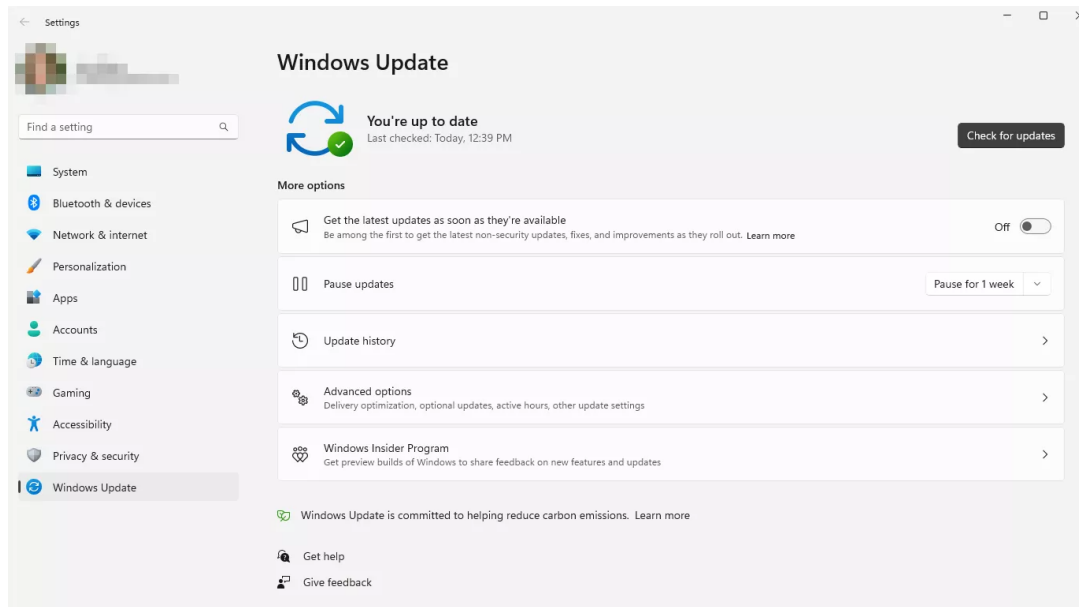 Settings
Find a setting
System
Bluetooth & devices
Network & internet
Personalization
Apps
Accounts
Time & language
Gaming
Accessibility
Privacy & security
Windows Update
Windows Update
You're up to date
Last checked: Today, 12:39 PM
Check for updates
More options
Get the latest updates as soon as they're available
Be among the first to get the latest non-security updates, fixes, and improvements as they roll out. Learn more
Off
Pause updates
Pause for 1 week
Update history
Advanced options
Delivery optimization, optional updates, active hours, other update settings
Windows Insider Program
Get preview builds of Windows to share feedback on new features and updates
Windows Update is committed to helping reduce carbon emissions. Learn more
Get help
Give feedback